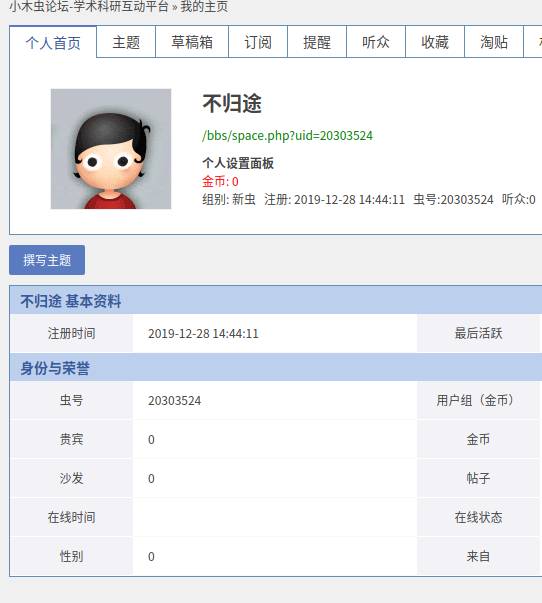 小木虫论坛-学术科研互动平台 » 我的主页
个人首页 主题 草稿箱 订阅 提醒 听众 收藏 淘贴
不归途
/bbs/space.php?uid=20303524
个人设置面板
金币: 0
组别: 新虫 注册: 2019-12-28 14:44:11 虫号:20303524 听众:0
撰写主题
不归途 基本资料
注册时间 2019-12-28 14:44:11 最后活跃
身份与荣誉
虫号 20303524 用户组（金币）
贵宾 0 金币
沙发 0 帖子
在线时间 在线状态
性别 0 来自